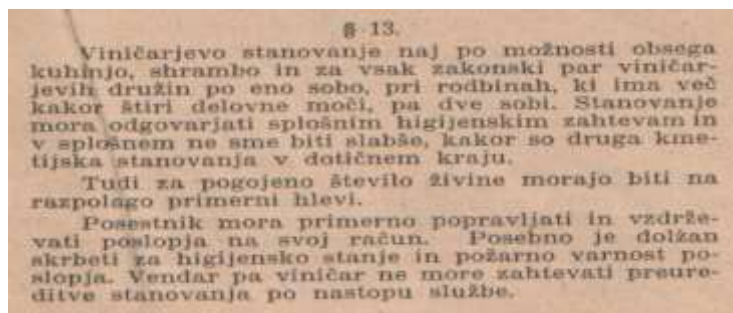 § 13.
Viničarjevo stanovanje naj po možnosti obsega
kuhinjo, shrambo in za vsak zakonski par viničar-
jevih družin po eno sobo, pri rodbinah, ki ima več
kakor štiri delovne moči, pa dve sobi. Stanovanje
mora odgovarjati splošnim higijenskim zahtevam in
v splošnem ne sme biti slabše, kakor so druga kme-
tijska stanovanja v dotičnem kraju.
Tudi za pogojeno število živine morajo biti na
razpolago primerni hlevi.
Posestnik mora primerno popravljati in vzdrže-
vati poslopja na svoj račun. Posebno je dolžan
skrbeti za higijensko stanje in požarno varnost po-
slopja. Vendar pa viničar ne more zahtevati preure-
ditve stanovanja po nastopu službe.